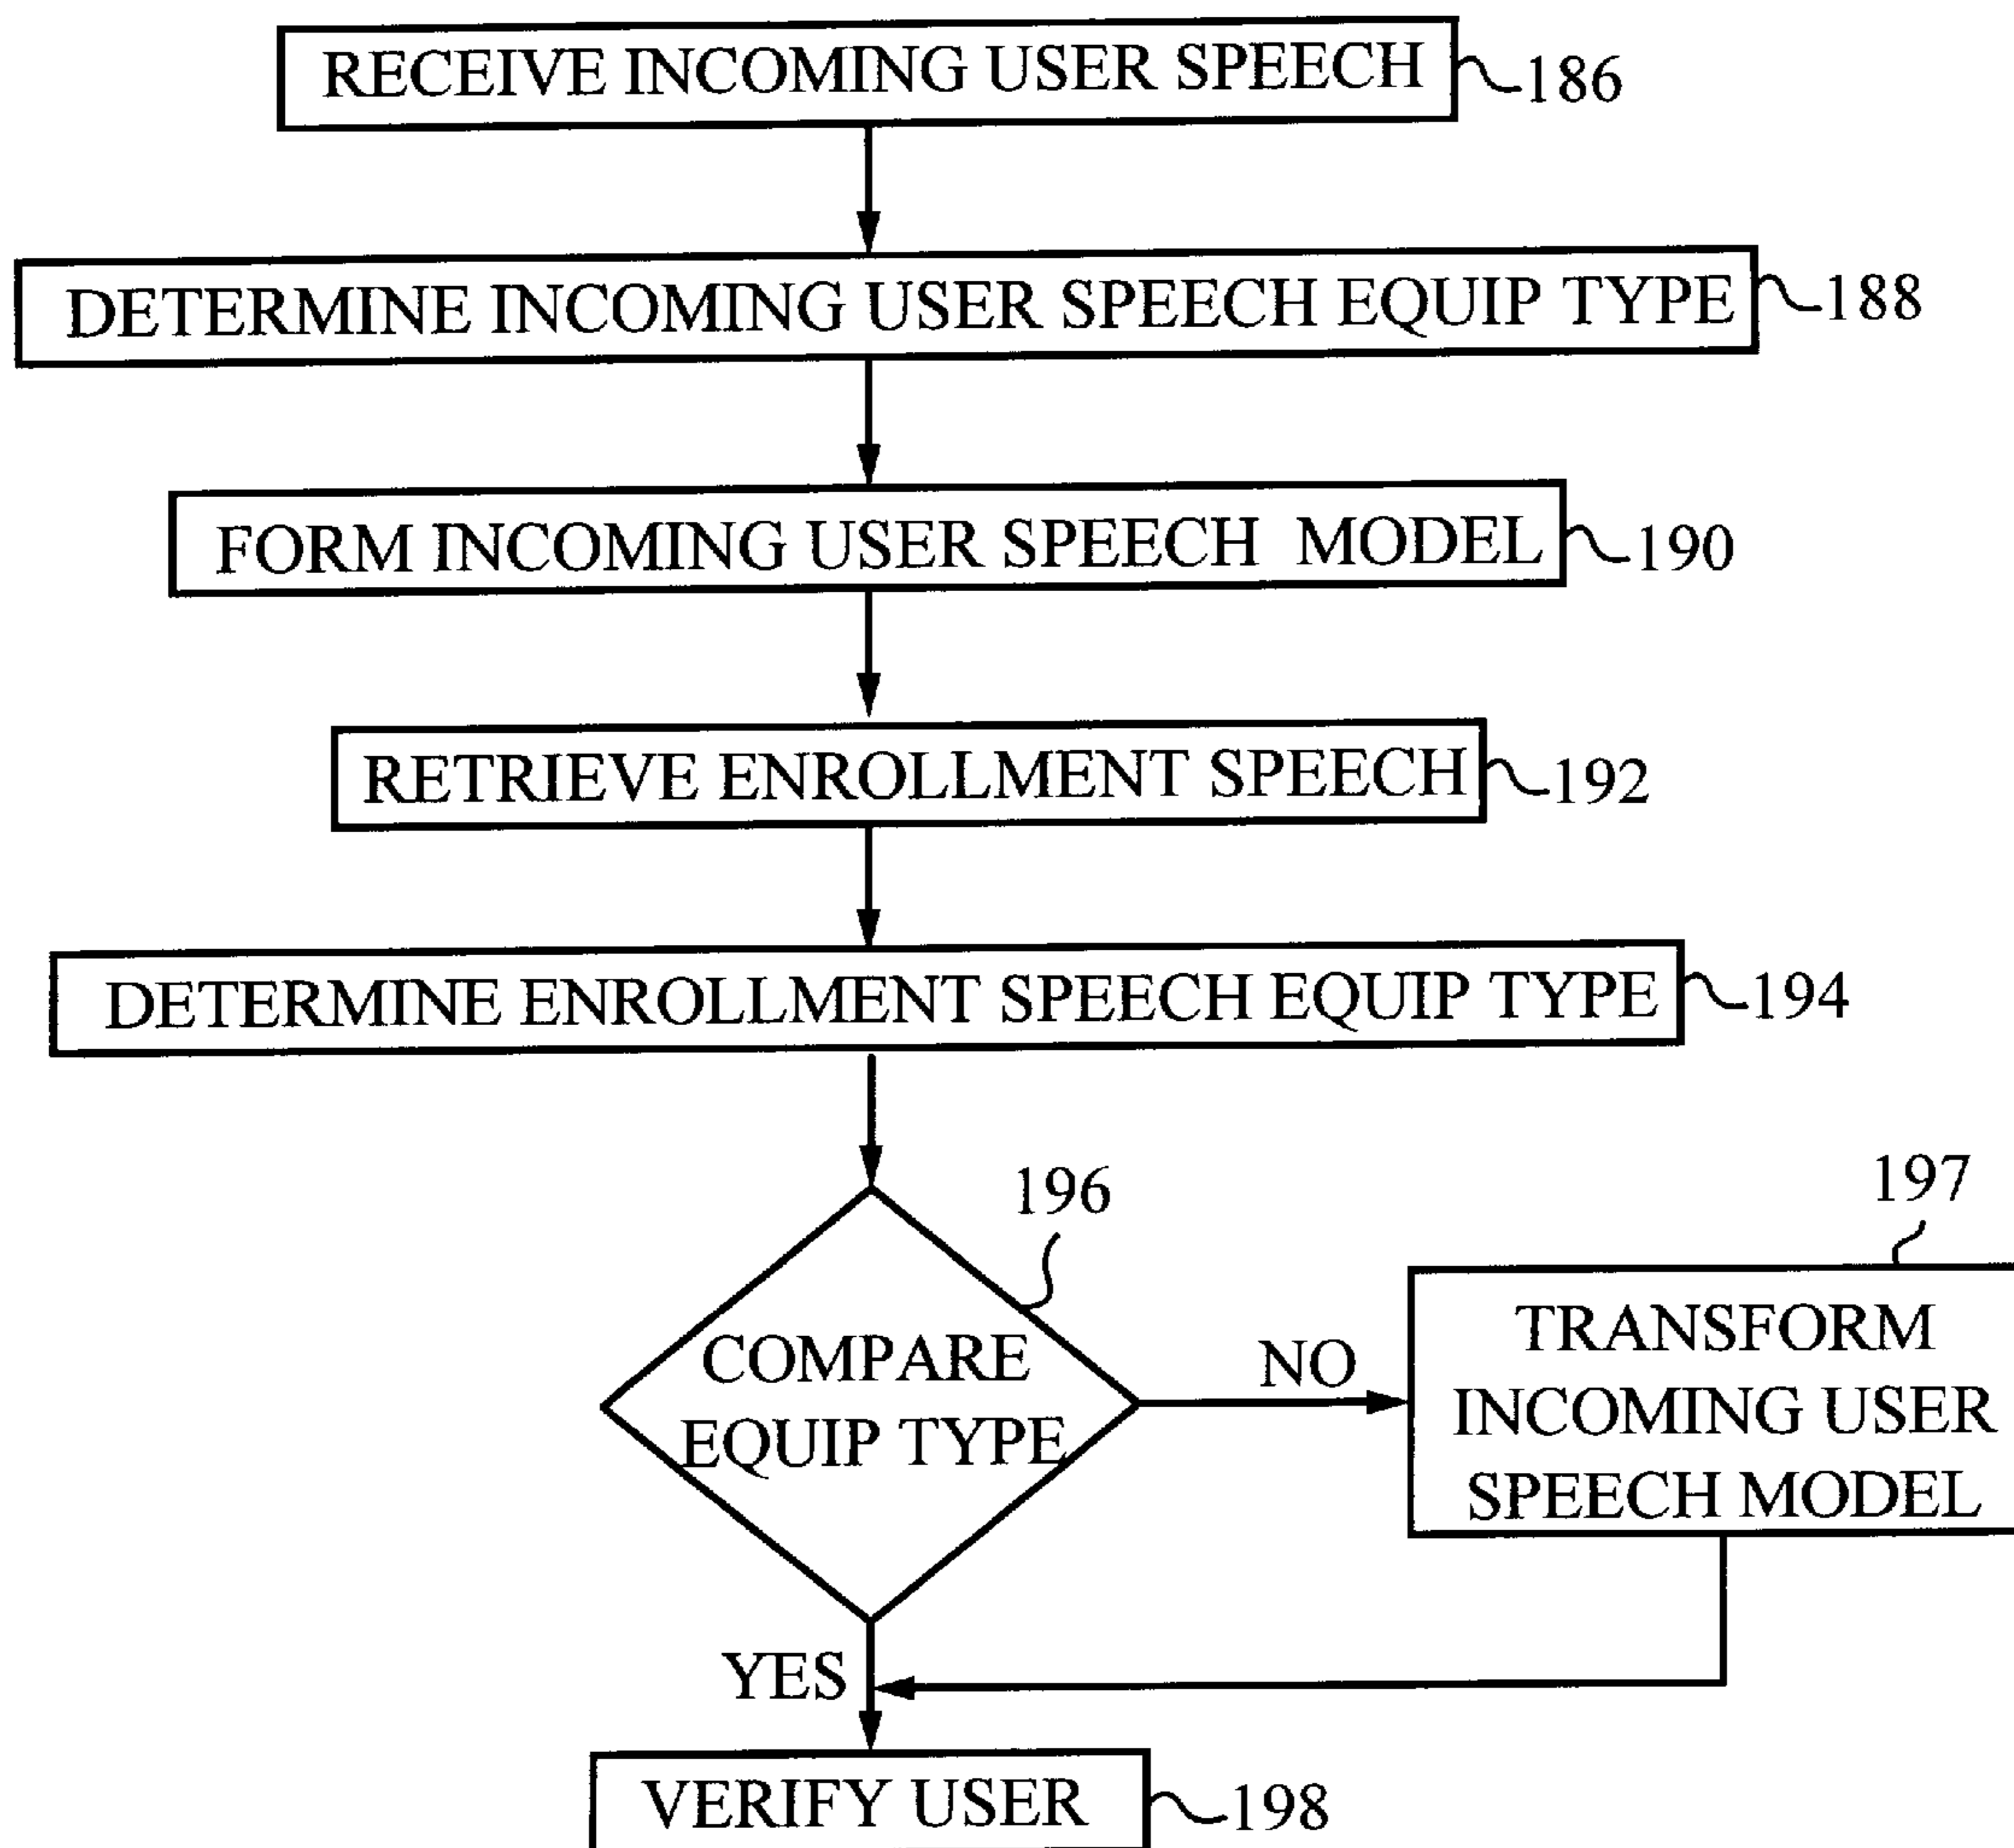 RECEIVE INCOMING USER SPEECH 186
DETERMINE INCOMING USER SPEECH EQUIP TYPE 188
FORM INCOMING USER SPEECH MODEL 190
RETRIEVE ENROLLMENT SPEECH 192
DETERMINE ENROLLMENT SPEECH EQUIP TYPE 194
196
COMPARE
EQUIP TYPE
NO
197
TRANSFORM
INCOMING USER
SPEECH MODEL
YES
VERIFY USER 198